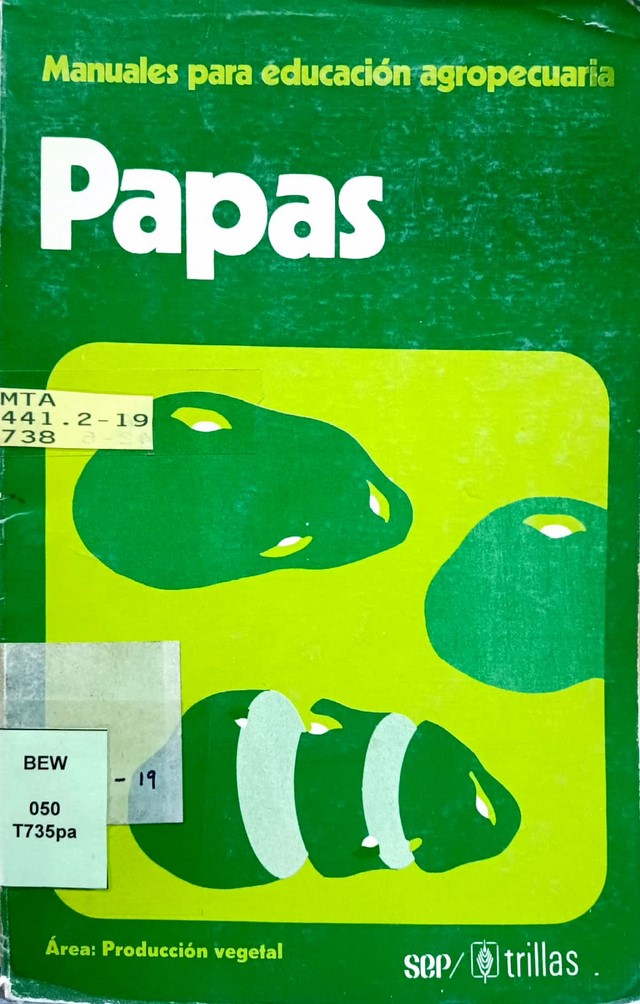 Manuales para educación agropecuaria
Papas
MTA
441.2-19
738
- 19
BEW
050
T735pa
Área: Producción vegetal
sep/ trillas